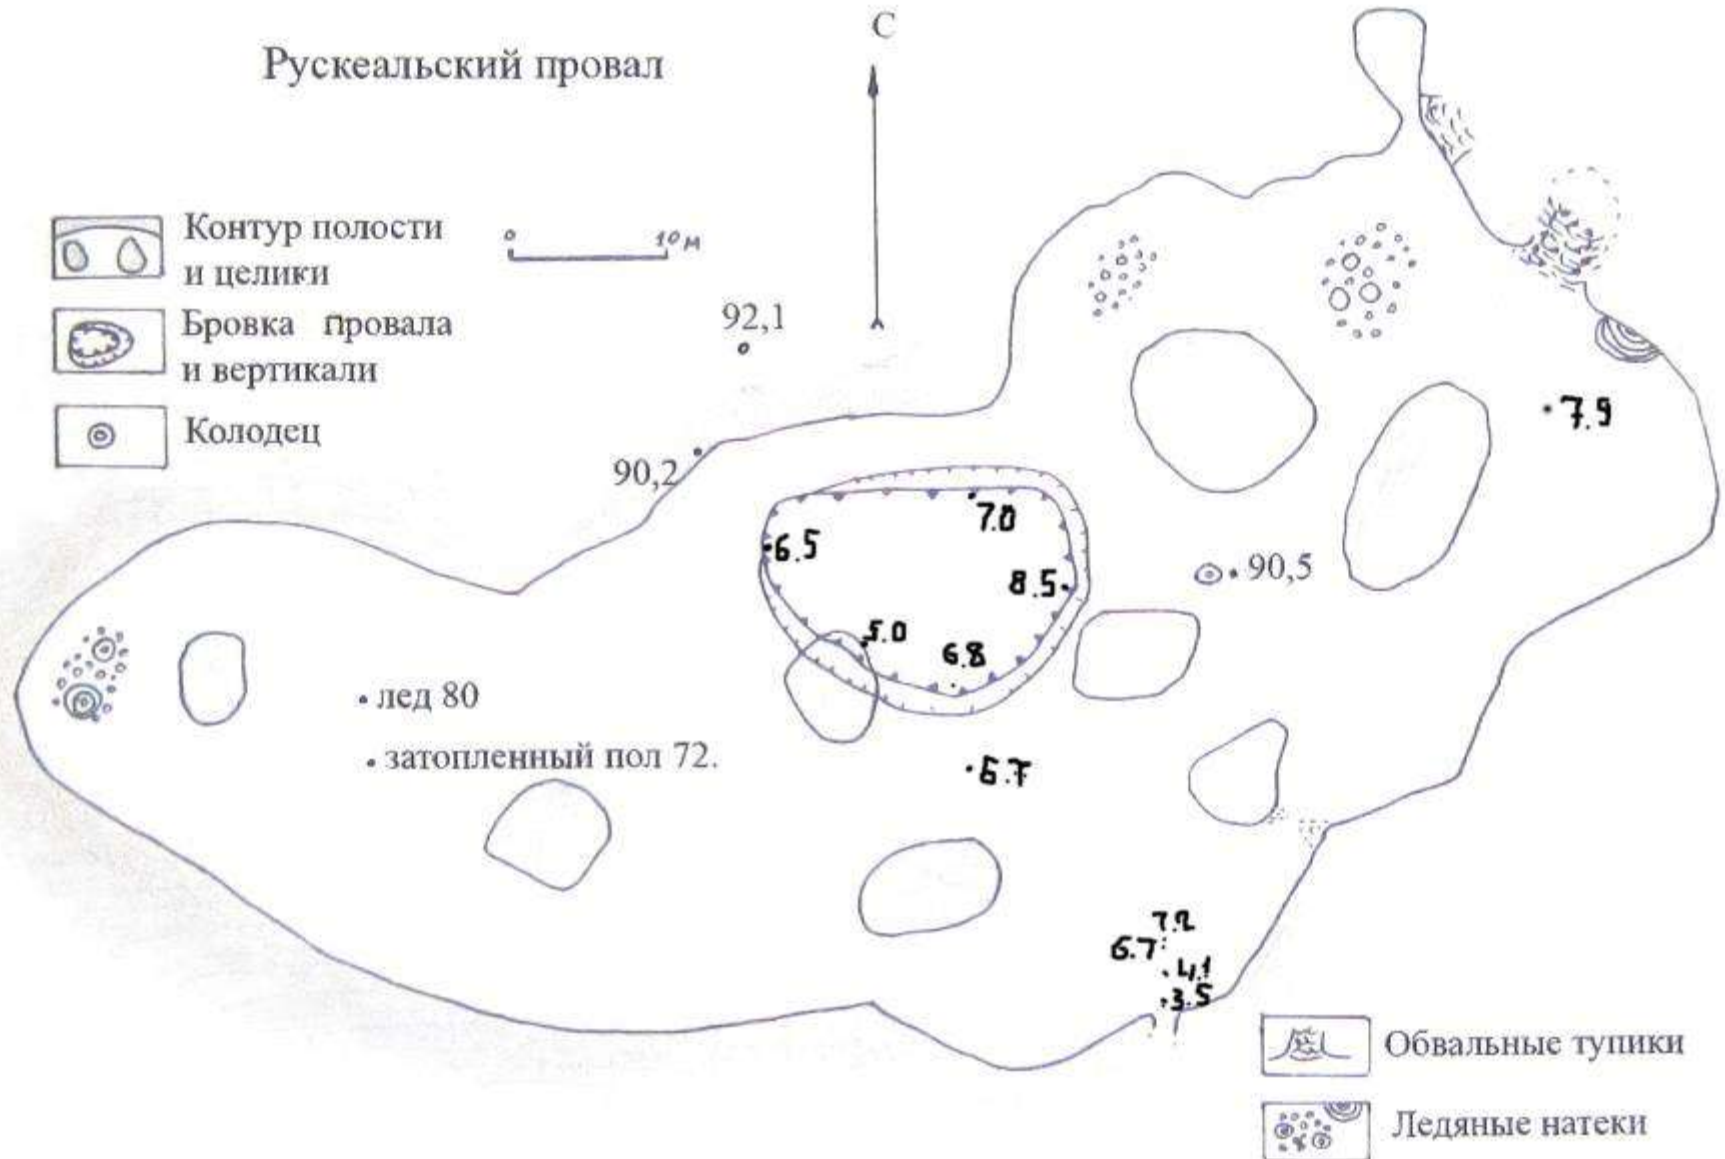 С
Рускеальский провал
Контур полости
и целики
0 10 м
Бровка провала
и вертикали
92,1
Колодец
90,2
7.9
7.0
6.5
8.5
90,5
5.0
6.8
лед 80
затопленный пол 72.
6.7
7.2
6.7
4.1
3.5
Обвальные тупики
Ледяные натеки